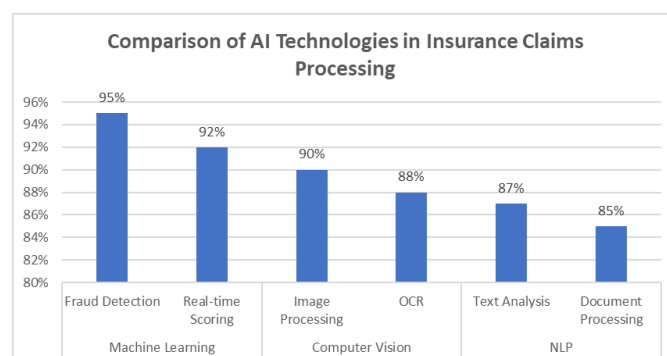 Comparison of AI Technologies in Insurance Claims
Processing
96%
94%
92%
90%
88%
86%
84%
82%
80%
95%
92%
90%
88%
87%
85%
Fraud Detection
Real-time
Scoring
Image
Processing
OCR
Text Analysis
Document
Processing
Machine Learning
Computer Vision
NLP